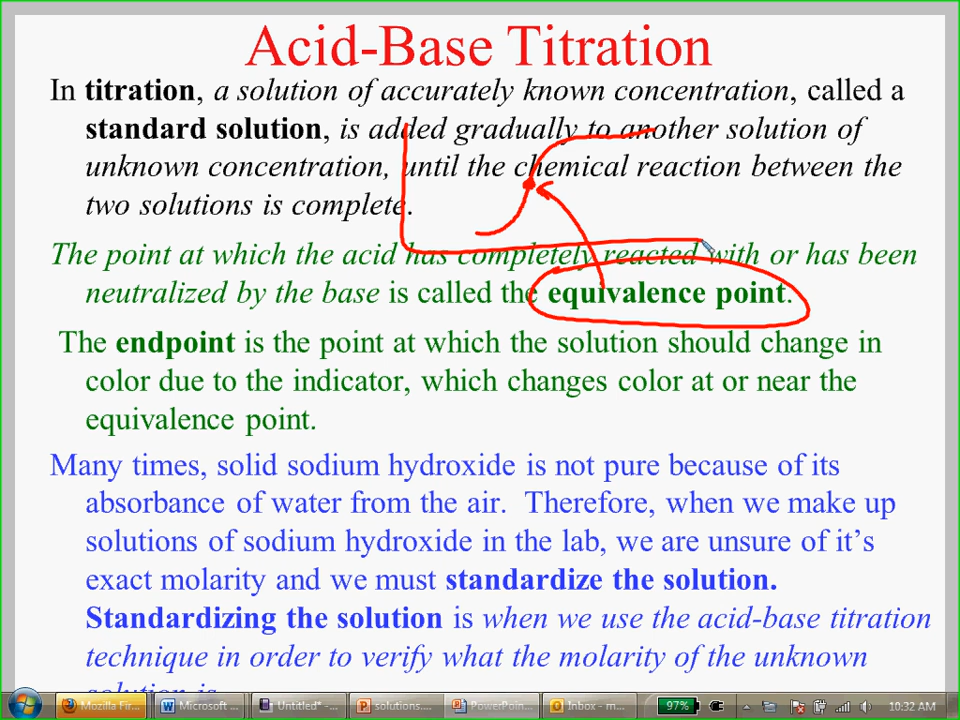 Acid-Base Titration
In titration, a solution of accurately known concentration, called a
standard solution, is added gradually to another solution of
unknown concentration, until the chemical reaction between the
two solutions is complete.
The point at which the acid has completely reacted with or has been
neutralized by the base is called the equivalence point.
The endpoint is the point at which the solution should change in
color due to the indicator, which changes color at or near the
equivalence point.
Many times, solid sodium hydroxide is not pure because of its
absorbance of water from the air. Therefore, when we make up
solutions of sodium hydroxide in the lab, we are unsure of it's
exact molarity and we must standardize the solution.
Standardizing the solution is when we use the acid-base titration
technique in order to verify what the molarity of the unknown
solution is
Mozilla Fir... Microsoft ... Untitled* -... solutions.... PowerPoin... Inbox - m... 97% 10:32 AM